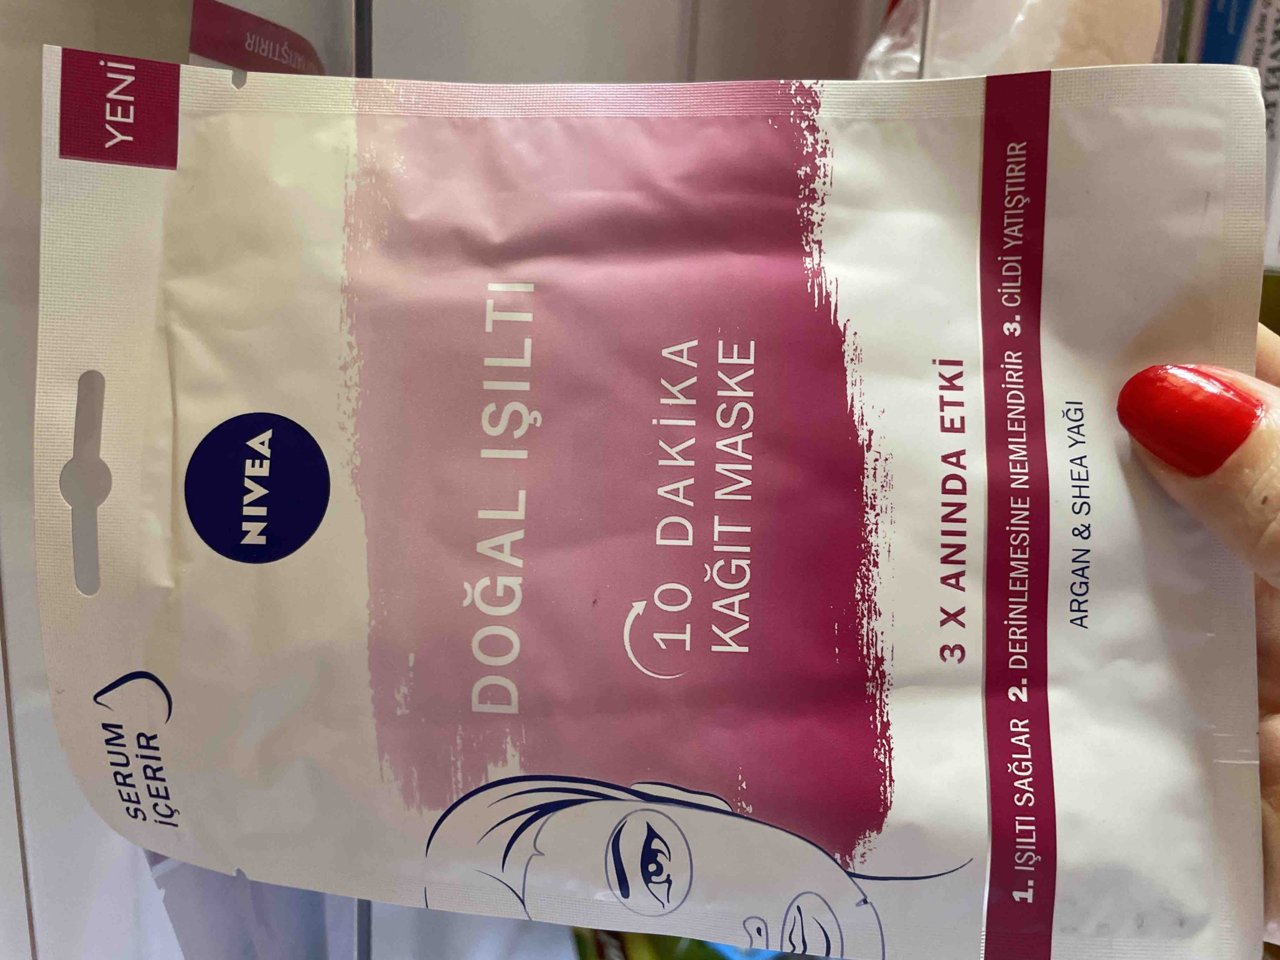 YENİ
SERUM
İÇERİR
NIVEA
DOĞAL IŞILTI
10 DAKİKA
KAĞIT MASKE
3 X ANINDA ETKİ
1. IŞILTI SAĞLAR 2. DERİNLEMESİNE NEMLENDİRİR 3. CİLDİ YATIŞTIRIR
ARGAN & SHEA YAĞI
YATIŞTIRIR